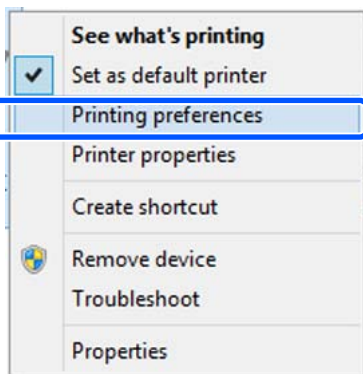 See what's printing
Set as default printer
Printing preferences
Printer properties
Create shortcut
Remove device
Troubleshoot
Properties